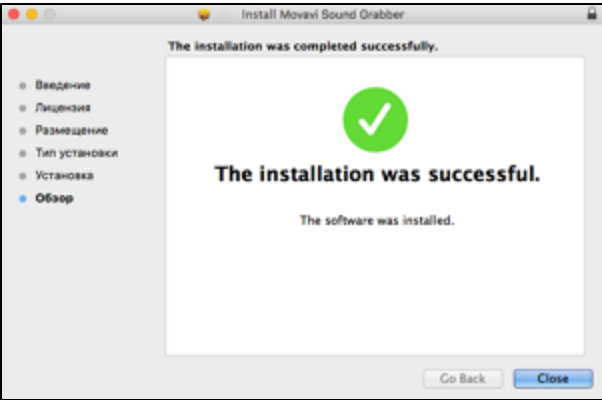 Install Movavi Sound Grabber
The installation was completed successfully.
Введение
Лицензия
Размещение
Тип установки
Установка
Обзор
The installation was successful.
The software was installed.
Go Back
Close